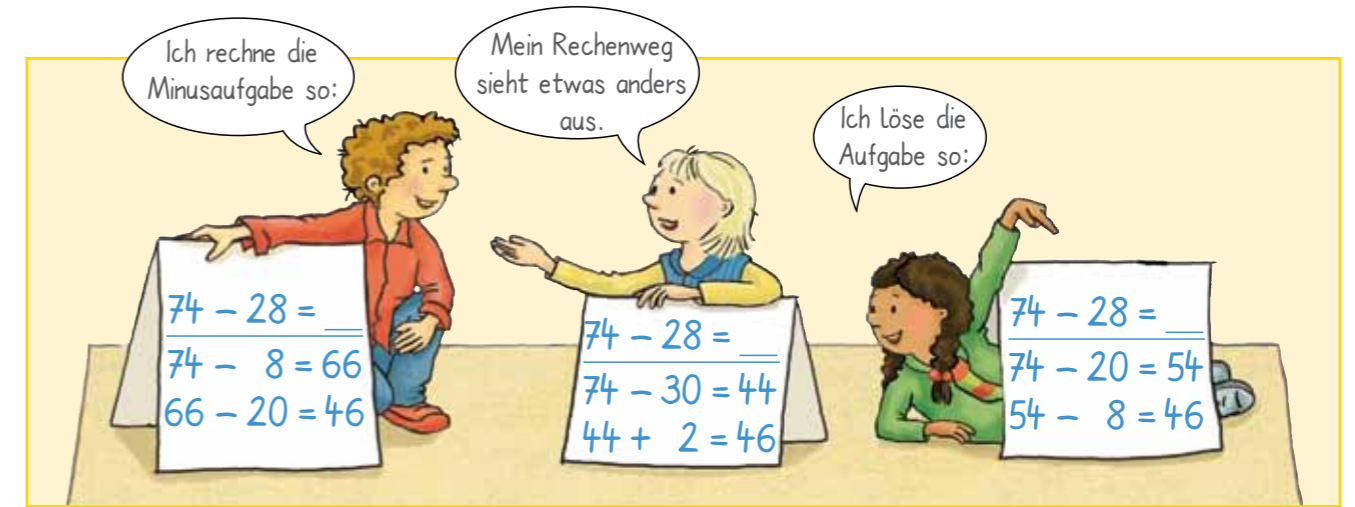 Ich rechne die
Minusaufgabe so:
Mein Rechenweg
sieht etwas anders
aus.
Ich löse die
Aufgabe so:
74 – 28 = __
74 – 8 = 66
66 – 20 = 46
74 – 28 = __
74 – 30 = 44
44 + 2 = 46
74 – 28 = __
74 – 20 = 54
54 – 8 = 46